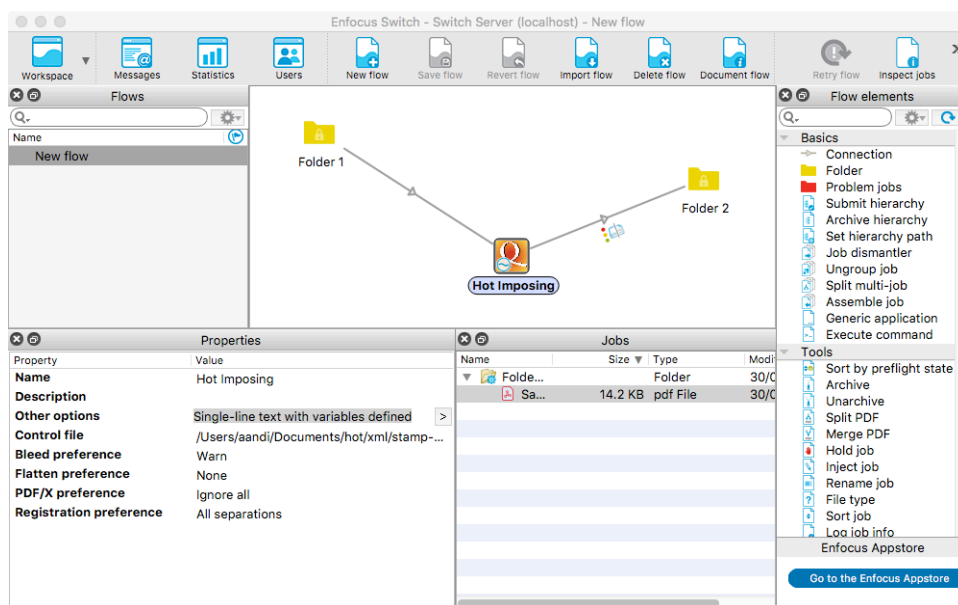 Enfocus Switch - Switch Server (localhost) - New flow
Workspace Messages Statistics Users New flow Save flow Revert flow Import flow Delete flow Document flow Retry flow Inspect jobs
Flows
Name
New flow
Folder 1
Folder 2
Hot Imposing
Properties
Property Value
Name Hot Imposing
Description
Other options Single-line text with variables defined >
Control file /Users/aandi/Documents/hot/xml/stamp-...
Bleed preference Warn
Flatten preference None
PDF/X preference Ignore all
Registration preference All separations
Jobs
Name Size Type Modi
Folde... Folder 30/0
Sa... 14.2 KB pdf File 30/0
Flow elements
Basics
Connection
Folder
Problem jobs
Submit hierarchy
Archive hierarchy
Set hierarchy path
Job dismantler
Ungroup job
Split multi-job
Assemble job
Generic application
Execute command
Tools
Sort by preflight state
Archive
Unarchive
Split PDF
Merge PDF
Hold job
Inject job
Rename job
File type
Sort job
Log job info
Enfocus Appstore
Go to the Enfocus Appstore